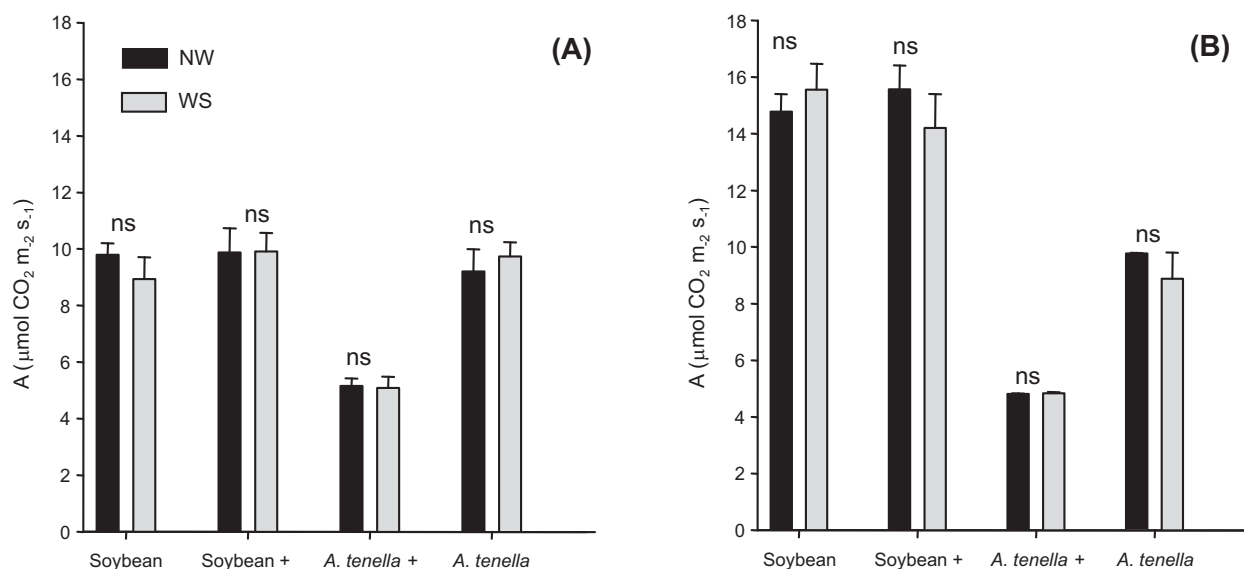 (A)
NW
WS
18
16
14
12
10
8
6
4
2
0
A (μmol CO₂ m₋₂ s₋₁)
ns
ns
ns
ns
Soybean
Soybean +
A. tenella +
A. tenella
(B)
18
16
14
12
10
8
6
4
2
0
A (μmol CO₂ m₋₂ s₋₁)
ns
ns
ns
ns
Soybean
Soybean +
A. tenella +
A. tenella